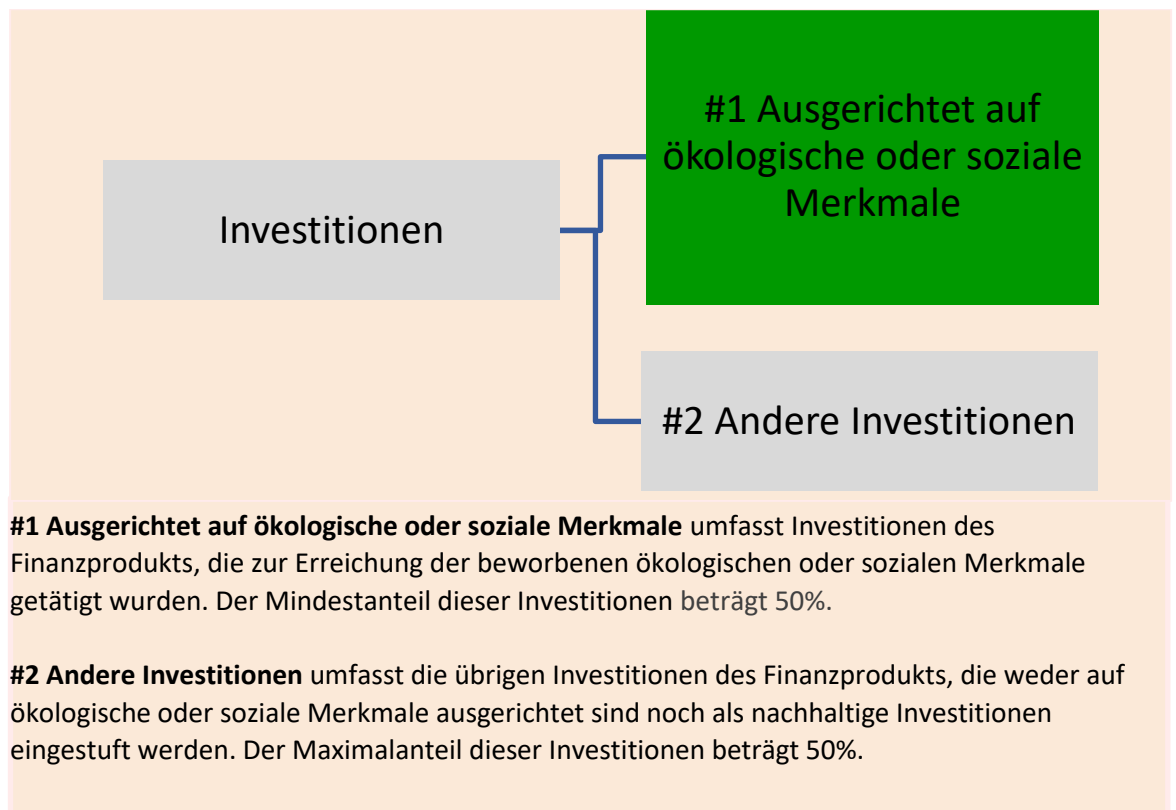 #1 Ausgerichtet auf
ökologische oder soziale
Merkmale
Investitionen
#2 Andere Investitionen
#1 Ausgerichtet auf ökologische oder soziale Merkmale umfasst Investitionen des
Finanzprodukts, die zur Erreichung der beworbenen ökologischen oder sozialen Merkmale
getätigt wurden. Der Mindestanteil dieser Investitionen beträgt 50%.
#2 Andere Investitionen umfasst die übrigen Investitionen des Finanzprodukts, die weder auf
ökologische oder soziale Merkmale ausgerichtet sind noch als nachhaltige Investitionen
eingestuft werden. Der Maximalanteil dieser Investitionen beträgt 50%.